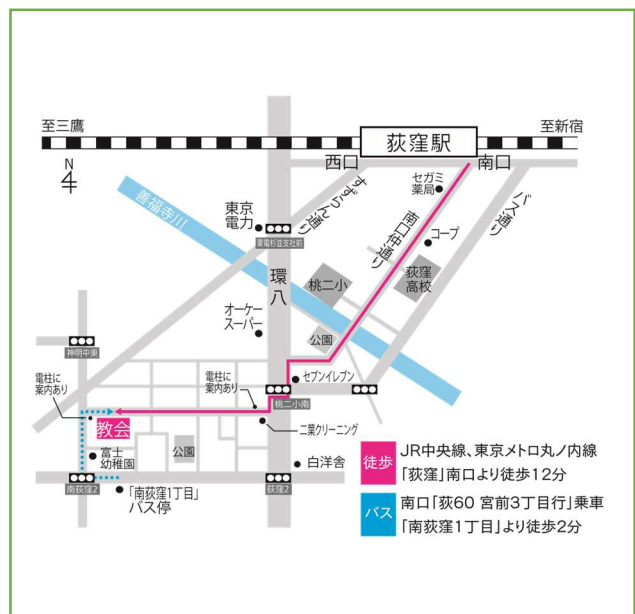 至三鷹
荻窪駅
至新宿
西口
南口
N
セガミ
薬局
すずらん通り
バス通り
善福寺川
東京
電力
南口仲通り
コープ
東電杉並支社前
環八
桃二小
荻窪
高校
オーケー
スーパー
公園
神明中東
セブンイレブン
電柱に
案内あり
電柱に
案内あり
桃二小南
教会
二葉クリーニング
富士
幼稚園
公園
白洋舍
南荻窪2
荻窪2
「南荻窪1丁目」
バス停
徒歩
JR中央線、東京メトロ丸ノ内線
「荻窪」南口より徒歩12分
バス
南口「荻60 宮前3丁目行」乗車
「南荻窪1丁目」より徒歩2分